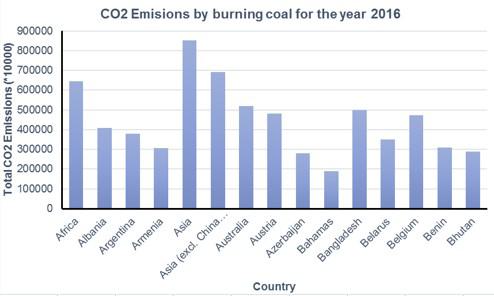 CO2 Emisions by burning coal for the year 2016
Total CO2 Emissions (*10000)
900000
800000
700000
600000
500000
400000
300000
200000
100000
0
Africa
Albania
Argentina
Armenia
Asia
Asia (excl. China...
Australia
Austria
Azerbaijan
Bahamas
Bangladesh
Belarus
Belgium
Benin
Bhutan
Country